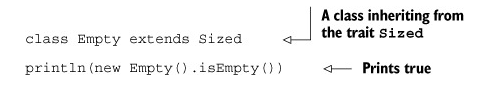 A class inheriting from
the trait Sized
class Empty extends Sized
println(new Empty().isEmpty())
Prints true